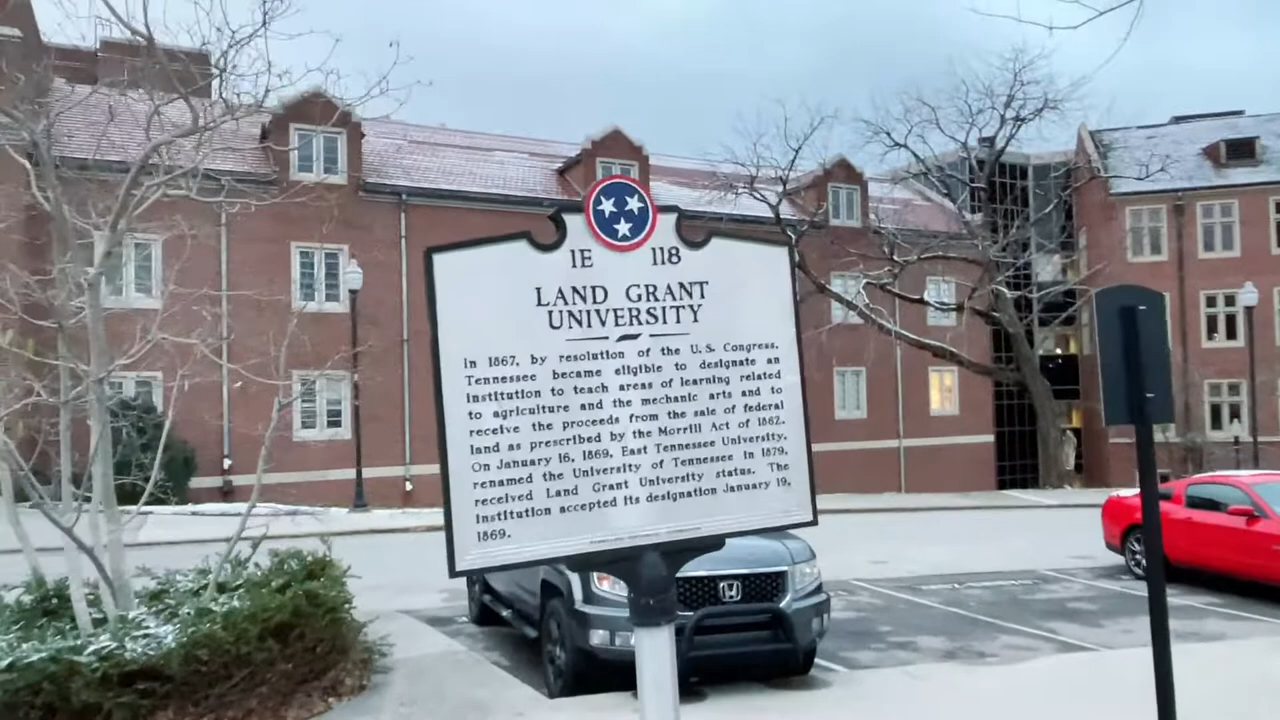 1E 118
LAND GRANT
UNIVERSITY
In 1867, by resolution of the U.S. Congress,
Tennessee became eligible to designate an
institution to teach areas of learning related
to agriculture and the mechanic arts and to
receive the proceeds from the sale of federal
land as prescribed by the Morrill Act of 1862.
On January 16, 1869, East Tennessee University,
renamed the University of Tennessee in 1879,
received Land Grant University status. The
institution accepted its designation January 19,
1869.